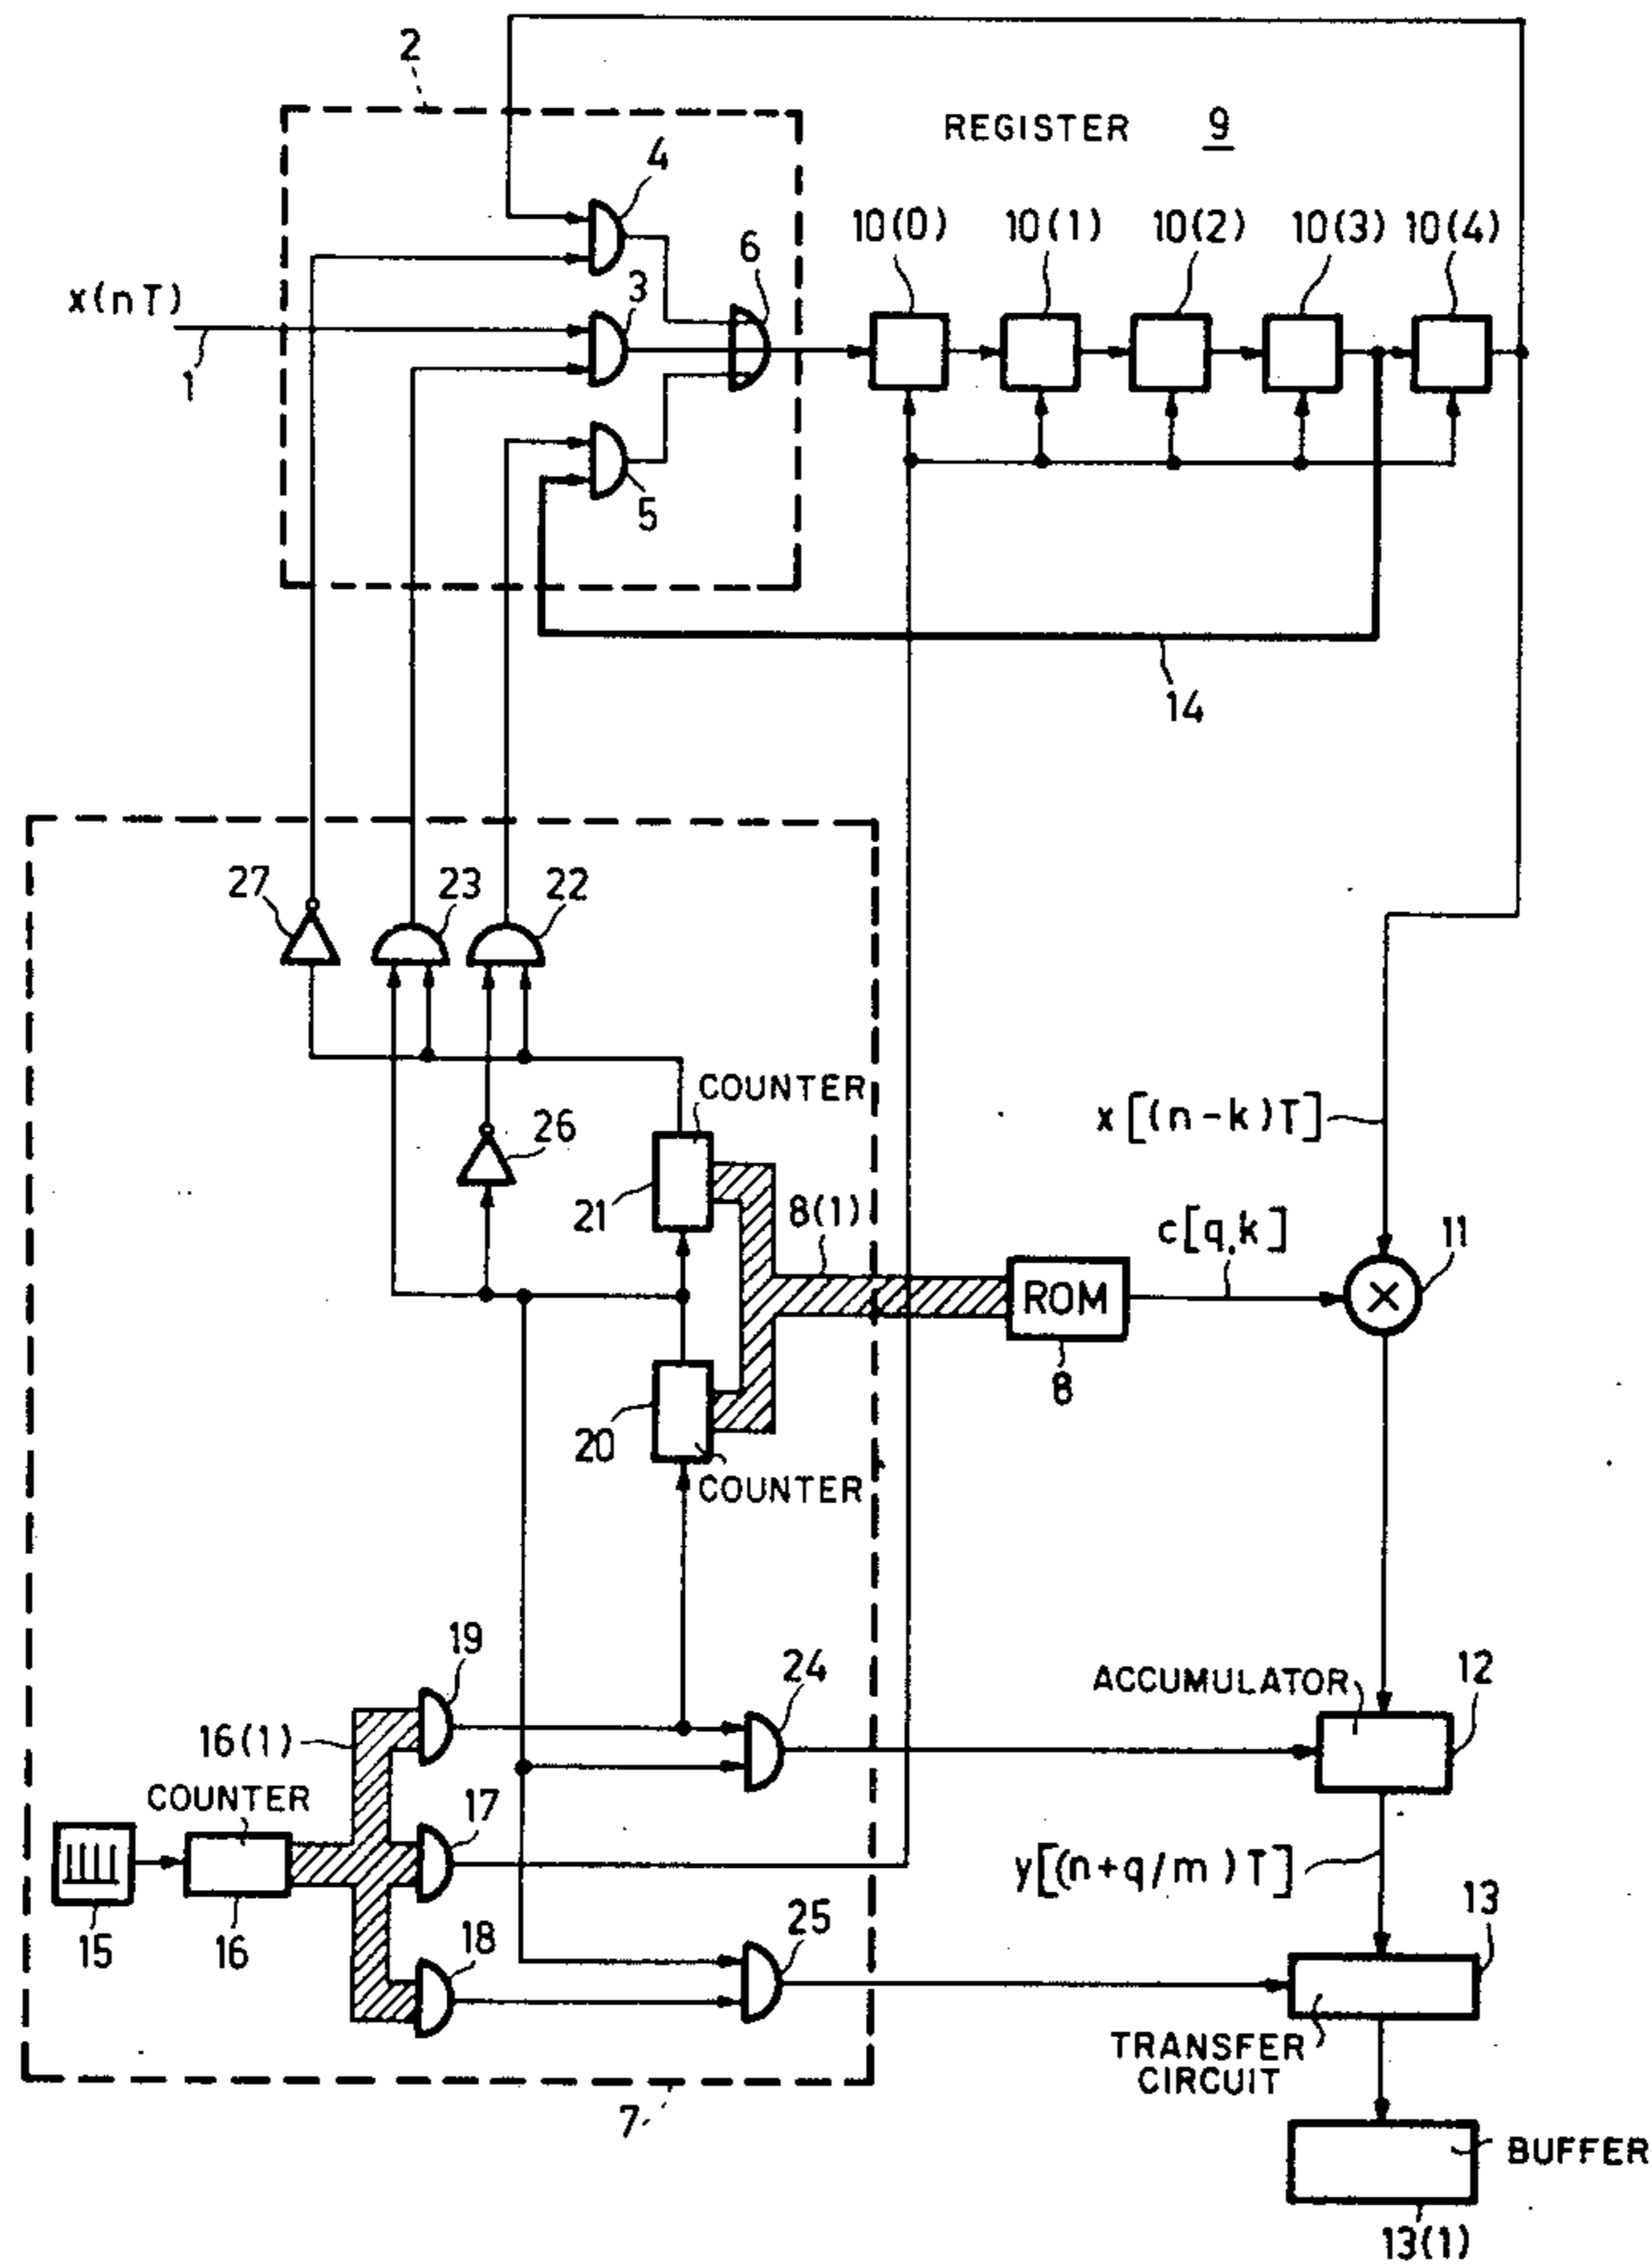 2
REGISTER 9
4
10(0) 10(1) 10(2) 10(3) 10(4)
6
x(nT)
3
1
5
14
27 23 22
COUNTER
26
x[(n-k)T]
21
8(1)
c[q,k]
11
ROM
8
20
COUNTER
19
24
ACCUMULATOR
12
16(1)
COUNTER
17
y[(n+q/m)T]
15
16
18
25
13
TRANSFER
CIRCUIT
7
BUFFER
13(1)